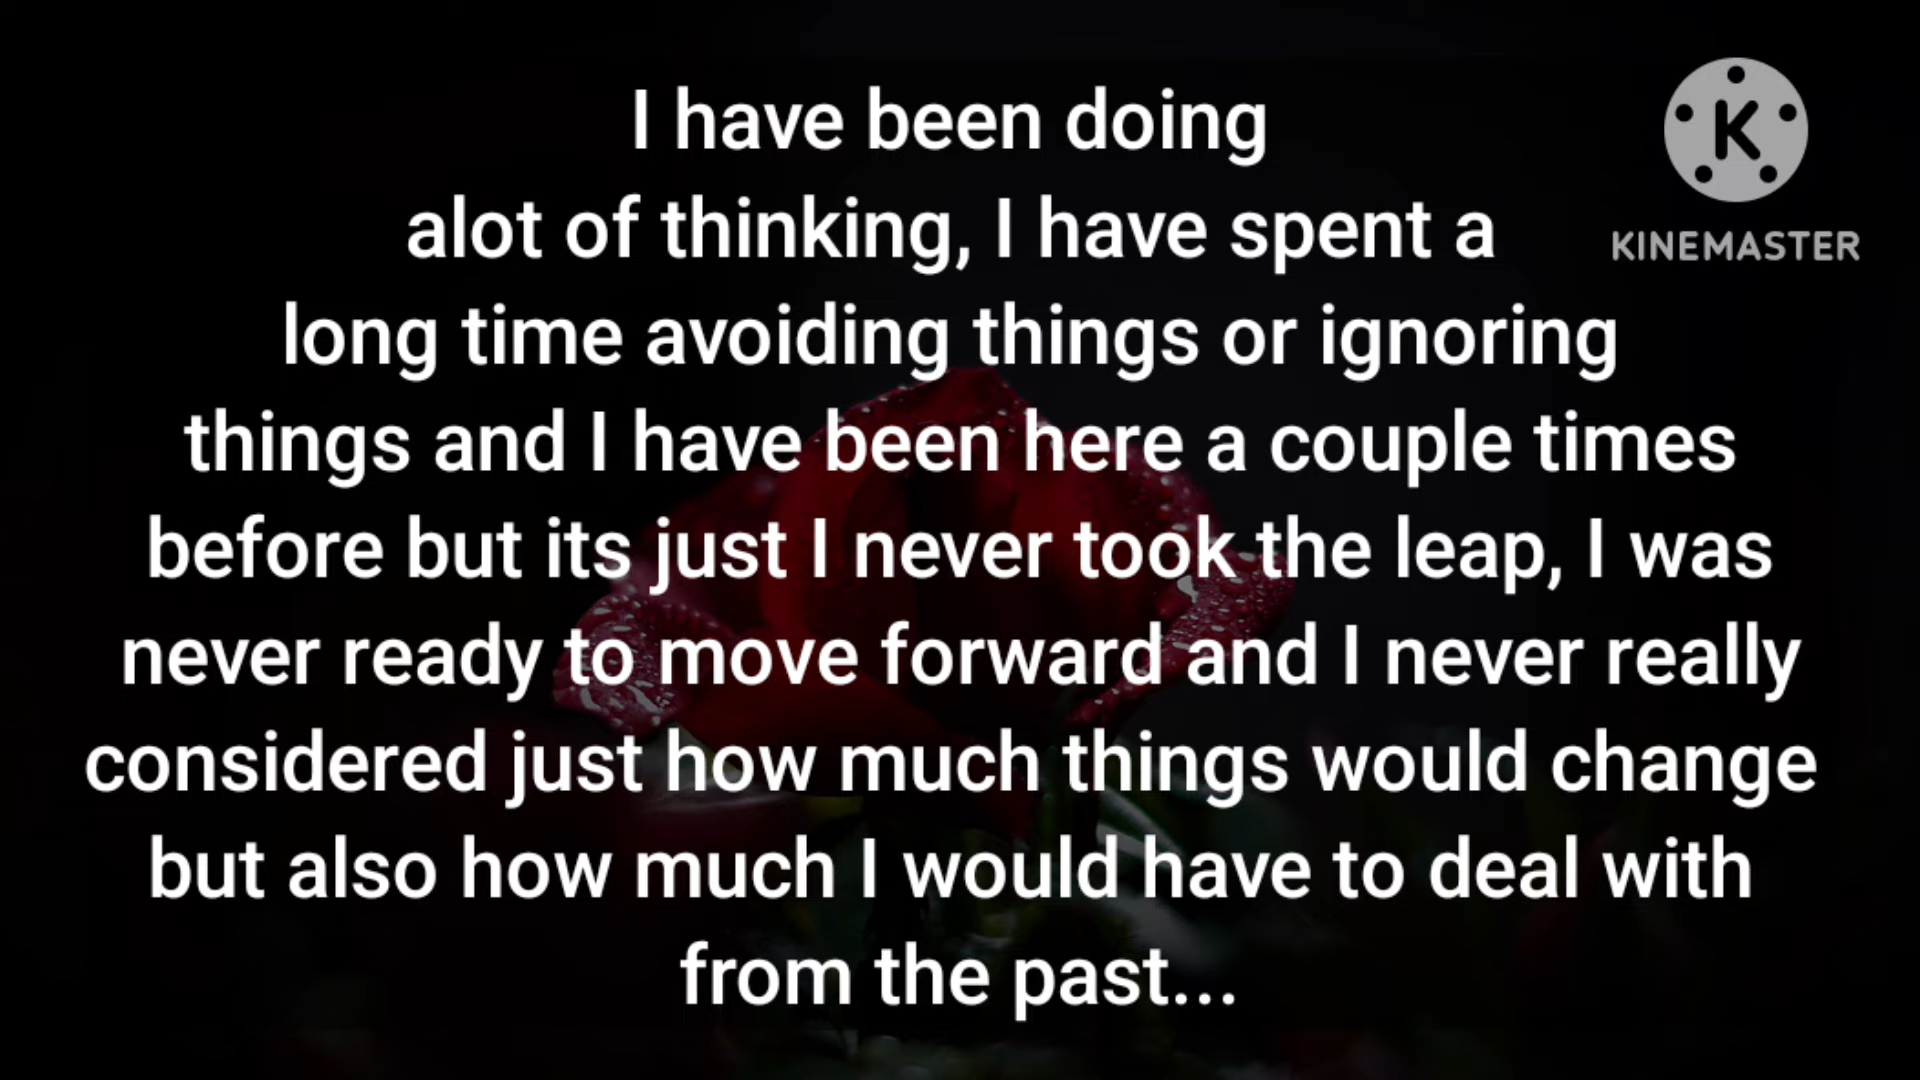 I have been doing
alot of thinking, I have spent a
long time avoiding things or ignoring
things and I have been here a couple times
before but its just I never took the leap, I was
never ready to move forward and I never really
considered just how much things would change
but also how much I would have to deal with
from the past...
K
KINEMASTER